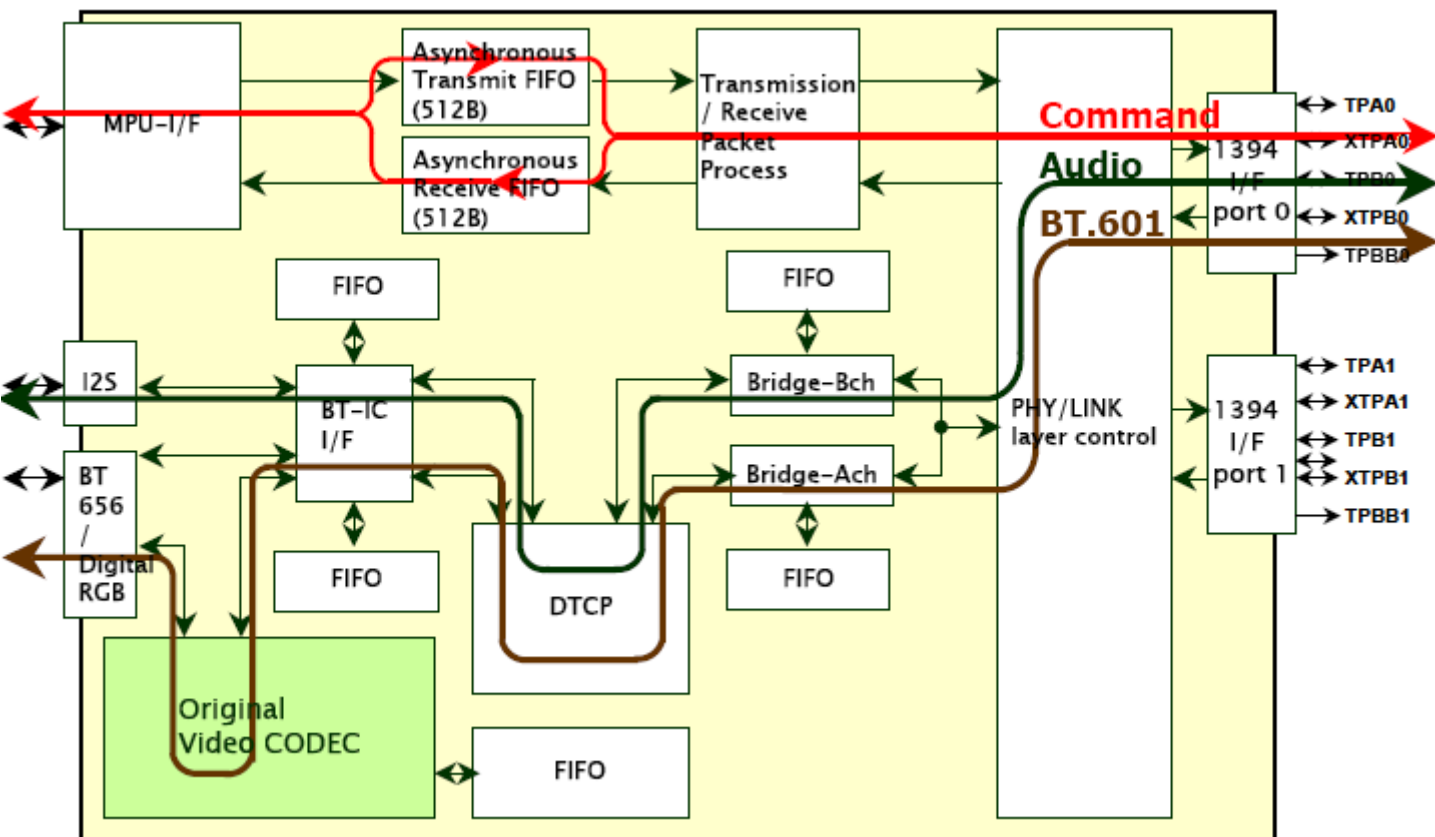 MPU-I/F
Asynchronous
Transmit FIFO
(512B)
Asynchronous
Receive FIFO
(512B)
Transmission
/ Receive
Packet
Process
Command
Audio
BT.601
1394
I/F
port 0
TPA0
XTPA0
TPB0
XTPB0
TPBB0
FIFO
FIFO
I2S
BT-IC
I/F
Bridge-Bch
PHY/LINK
layer control
Bridge-Ach
1394
I/F
port 1
TPA1
XTPA1
TPB1
XTPB1
TPBB1
BT
656
/
Digital
RGB
FIFO
DTCP
FIFO
Original
Video CODEC
FIFO